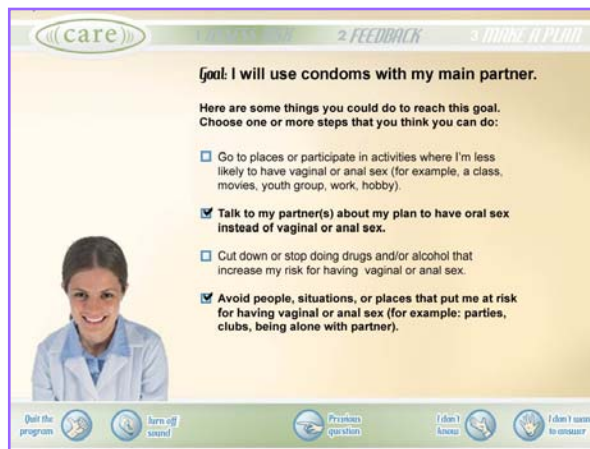 (((care)))
2 FEEDBACK
3 MAKE A PLAN
Goal: I will use condoms with my main partner.
Here are some things you could do to reach this goal.
Choose one or more steps that you think you can do:
Go to places or participate in activities where I'm less
likely to have vaginal or anal sex (for example, a class,
movies, youth group, work, hobby).
Talk to my partner(s) about my plan to have oral sex
instead of vaginal or anal sex.
Cut down or stop doing drugs and/or alcohol that
increase my risk for having vaginal or anal sex.
Avoid people, situations, or places that put me at risk
for having vaginal or anal sex (for example: parties,
clubs, being alone with partner).
Quit the
program
Turn off
sound
Previous
question
I don't
know
I don't want
to answer